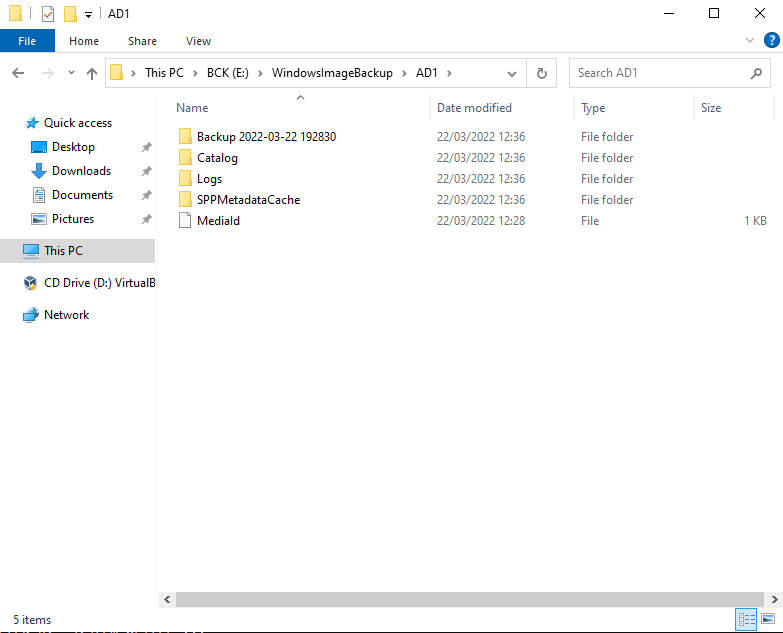 AD1
File Home Share View
This PC > BCK (E:) > WindowsImageBackup > AD1 > Search AD1
Name Date modified Type Size
Quick access
Desktop
Downloads
Documents
Pictures
This PC
CD Drive (D:) VirtualB
Network
Backup 2022-03-22 192830 22/03/2022 12:36 File folder
Catalog 22/03/2022 12:36 File folder
Logs 22/03/2022 12:36 File folder
SPPMetadataCache 22/03/2022 12:36 File folder
MediaId 22/03/2022 12:28 File 1 KB
5 items